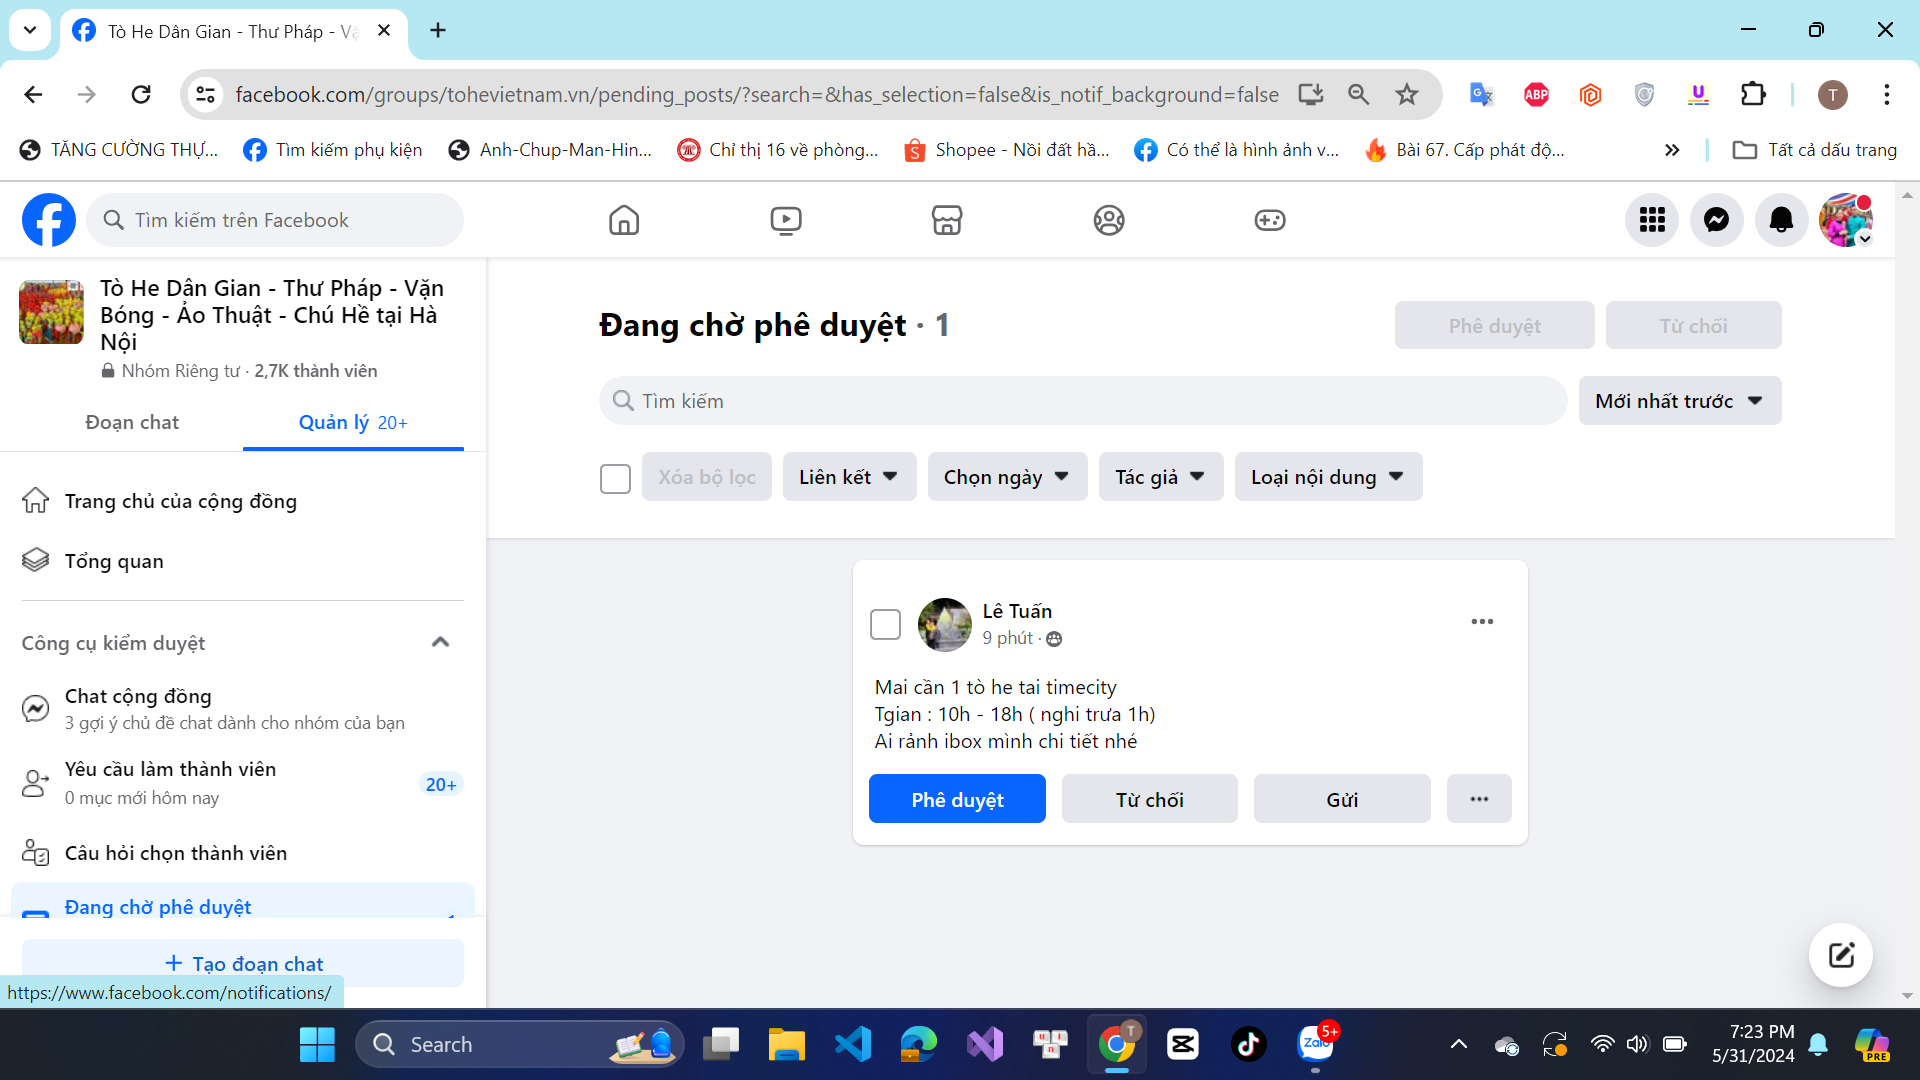 Tò He Dân Gian - Thư Pháp - Vặ
facebook.com/groups/tohevietnam.vn/pending_posts/?search=&has_selection=false&is_notif_background=false
ABP
T
TĂNG CƯỜNG THỰ...
Tìm kiếm phụ kiện
Anh-Chup-Man-Hin...
Chỉ thị 16 về phòng...
Shopee - Nồi đất hầ...
Có thể là hình ảnh v...
Bài 67. Cấp phát độ...
Tất cả dấu trang
Tìm kiếm trên Facebook
Tò He Dân Gian - Thư Pháp - Vặn
Bóng - Ảo Thuật - Chú Hề tại Hà
Nội
Nhóm Riêng tư · 2,7K thành viên
Đoạn chat
Quản lý 20+
Trang chủ của cộng đồng
Tổng quan
Công cụ kiểm duyệt
Chat cộng đồng
3 gợi ý chủ đề chat dành cho nhóm của bạn
Yêu cầu làm thành viên
0 mục mới hôm nay
20+
Câu hỏi chọn thành viên
Đang chờ phê duyệt
+ Tạo đoạn chat
https://www.facebook.com/notifications/
Đang chờ phê duyệt · 1
Phê duyệt
Từ chối
Tìm kiếm
Mới nhất trước
Xóa bộ lọc
Liên kết
Chọn ngày
Tác giả
Loại nội dung
Lê Tuấn
9 phút ·
Mai cần 1 tò he tai timecity
Tgian : 10h - 18h ( nghi trưa 1h)
Ai rảnh ibox mình chi tiết nhé
Phê duyệt
Từ chối
Gửi
Search
T
Zalo
5+
7:23 PM
5/31/2024
PRE